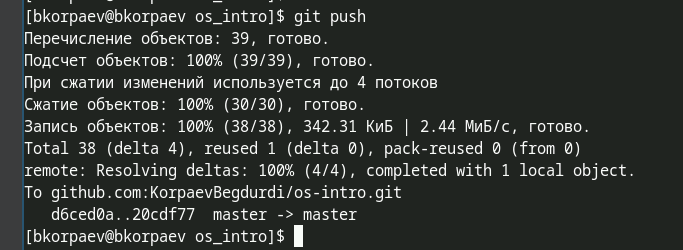 [bkorpaev@bkorpaev os_intro]$ git push
Перечисление объектов: 39, готово.
Подсчет объектов: 100% (39/39), готово.
При сжатии изменений используется до 4 потоков
Сжатие объектов: 100% (30/30), готово.
Запись объектов: 100% (38/38), 342.31 КиБ | 2.44 МиБ/с, готово.
Total 38 (delta 4), reused 1 (delta 0), pack-reused 0 (from 0)
remote: Resolving deltas: 100% (4/4), completed with 1 local object.
To github.com:KorpaevBegdurdi/os-intro.git
   d6ced0a..20cdf77  master -> master
[bkorpaev@bkorpaev os_intro]$